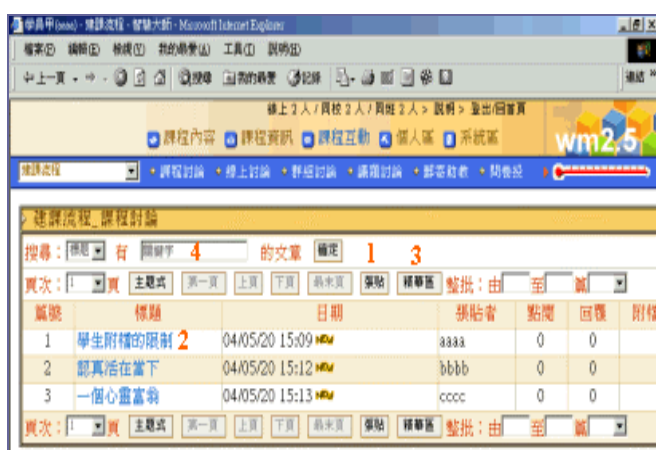 學員甲(sese) - 建課流程 - 智慧大師 - Microsoft Internet Explorer
檔案(F) 編輯(E) 檢視(V) 我的最愛(A) 工具(T) 說明(H)
上一頁 搜尋 我的最愛 記錄 連結 »
線上 2 人 / 同校 2 人 / 同班 2 人 > 說明 > 登出/回首頁
課程內容 課程資訊 課程互動 個人區 系統區 wm2.5
建課流程 課程討論 線上討論 群組討論 議題討論 郵寄助教 問卷投
建課流程_課程討論
搜尋： 標題 有 關鍵字 4 的文章 確定 1 3
頁次： 1 頁 主題式 第一頁 上頁 下頁 最末頁 張貼 精華區 整批：由 至 篇
篇號 標題 日期 張貼者 點閱 回覆 附檔
1 學生附檔的限制 2 04/05/20 15:09 NEW aaaa 0 0
2 認真活在當下 04/05/20 15:12 NEW bbbb 0 0
3 一個心靈富翁 04/05/20 15:13 NEW cccc 0 0
頁次： 1 頁 主題式 第一頁 上頁 下頁 最末頁 張貼 精華區 整批：由 至 篇